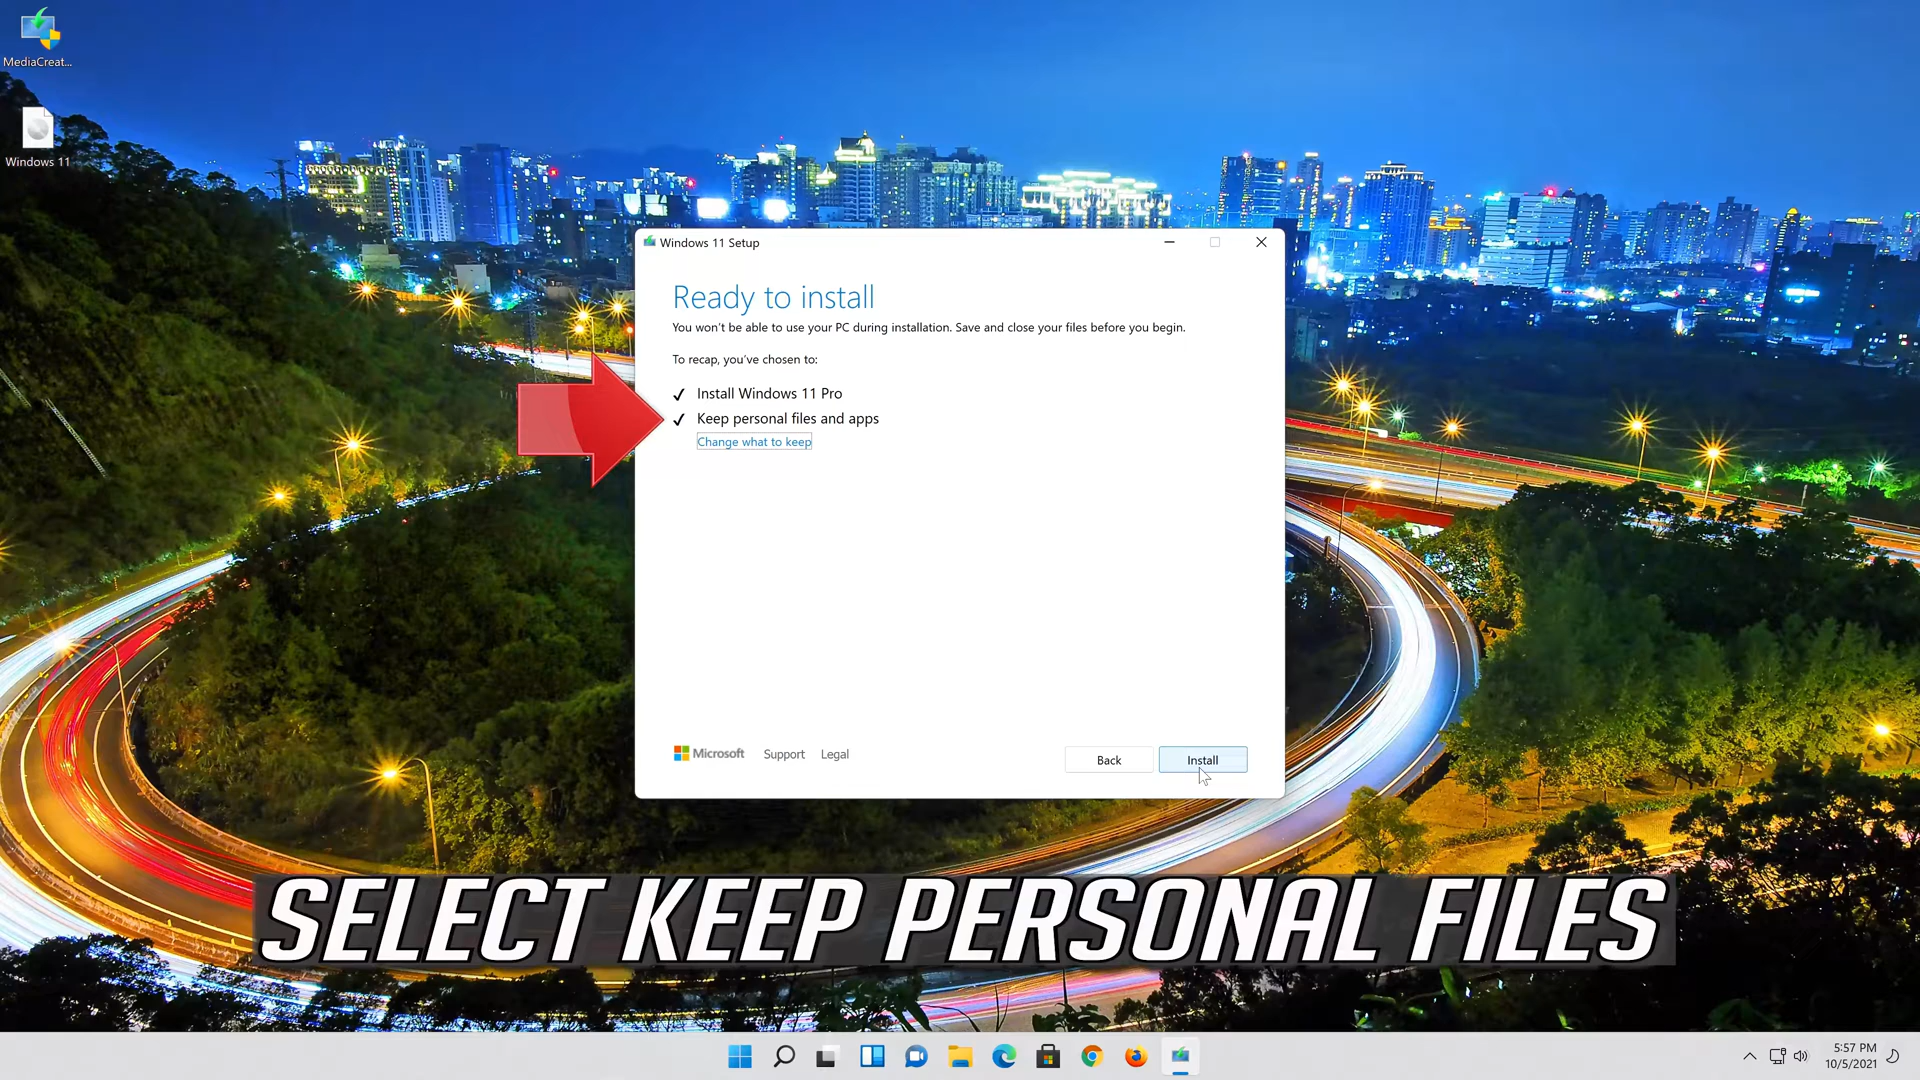 MediaCreat...
Windows 11
Windows 11 Setup
Ready to install
You won't be able to use your PC during installation. Save and close your files before you begin.
To recap, you've chosen to:
Install Windows 11 Pro
Keep personal files and apps
Change what to keep
Microsoft Support Legal
Back Install
SELECT KEEP PERSONAL FILES
5:57 PM
10/5/2021